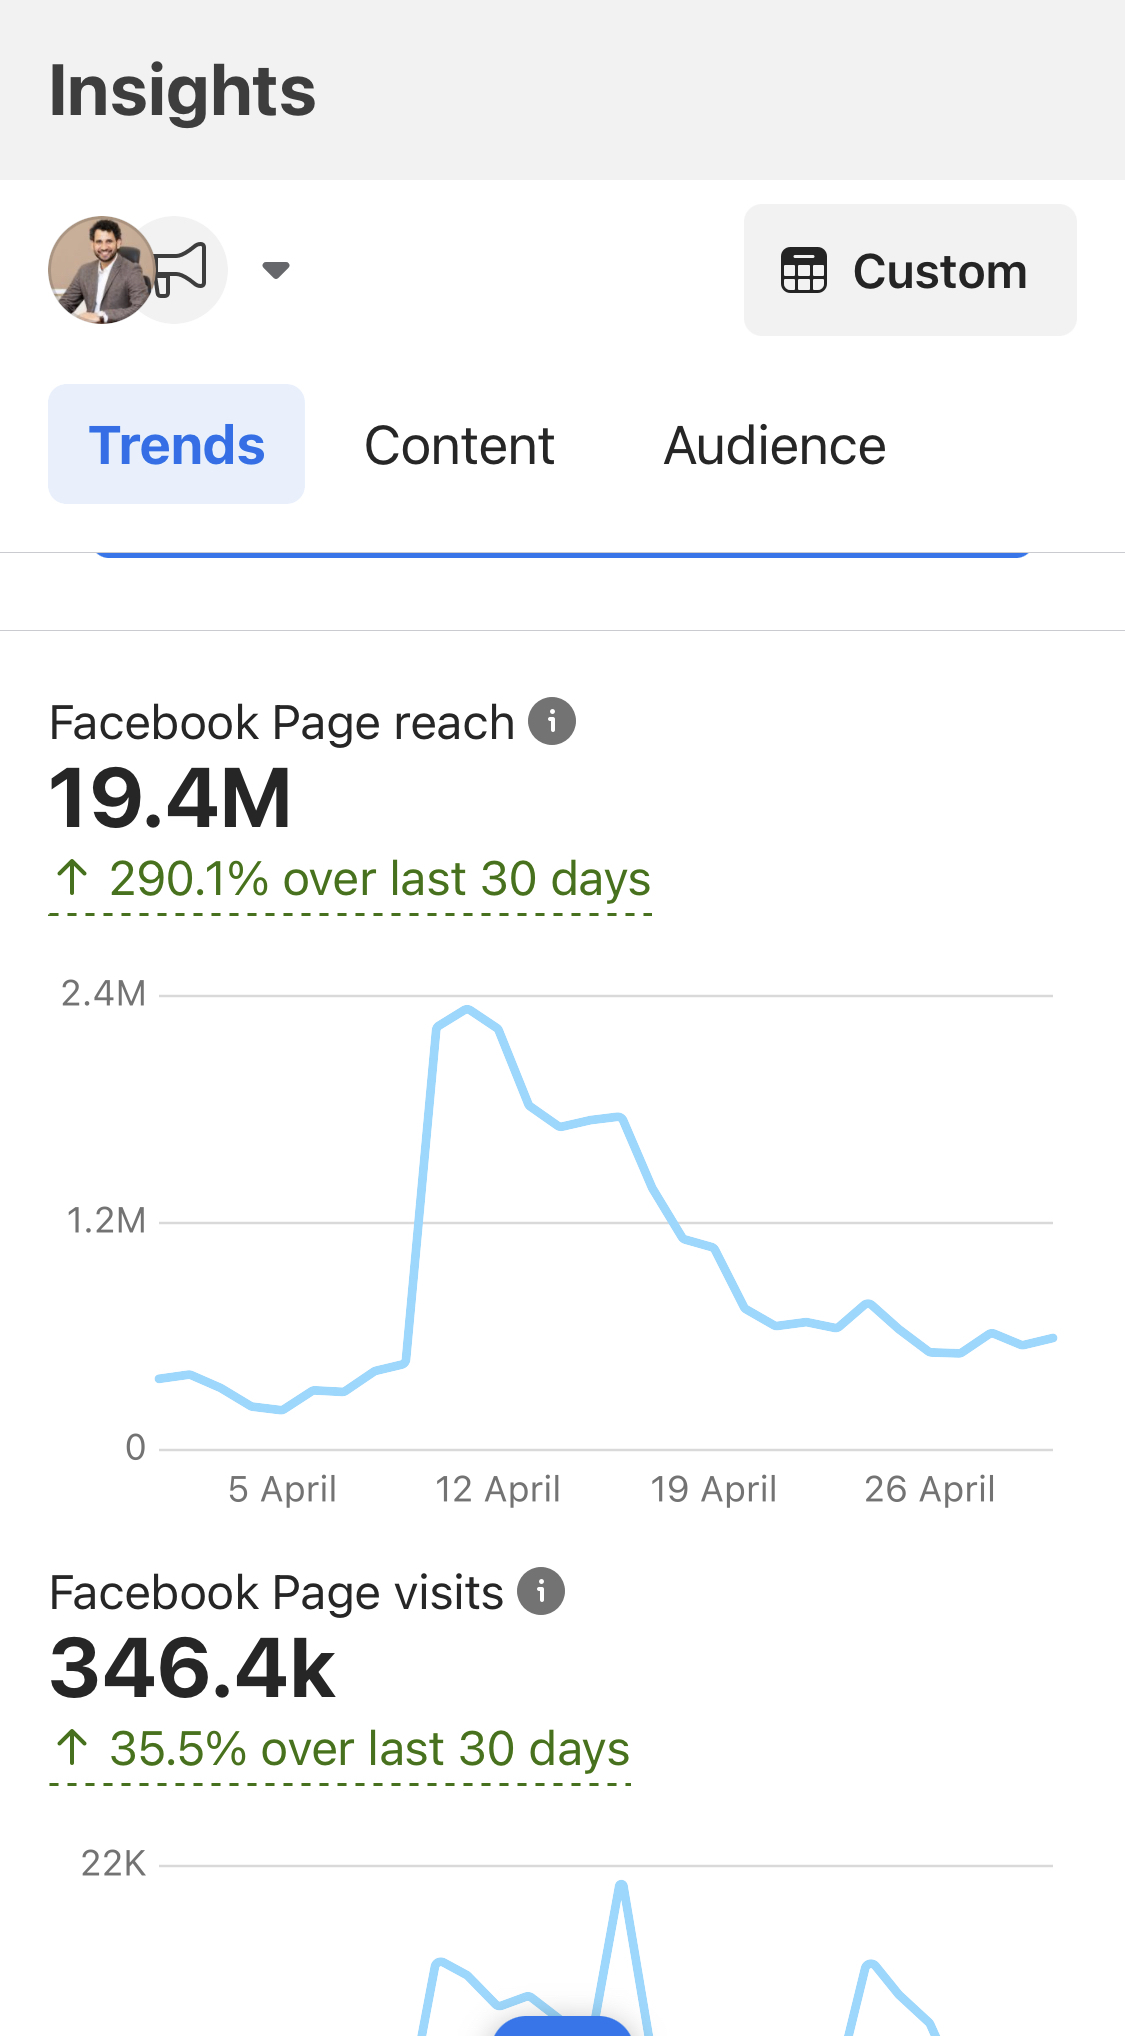 Insights
Custom
Trends Content Audience
Facebook Page reach
19.4M
↑ 290.1% over last 30 days
2.4M
1.2M
0
5 April 12 April 19 April 26 April
Facebook Page visits
346.4k
↑ 35.5% over last 30 days
22K